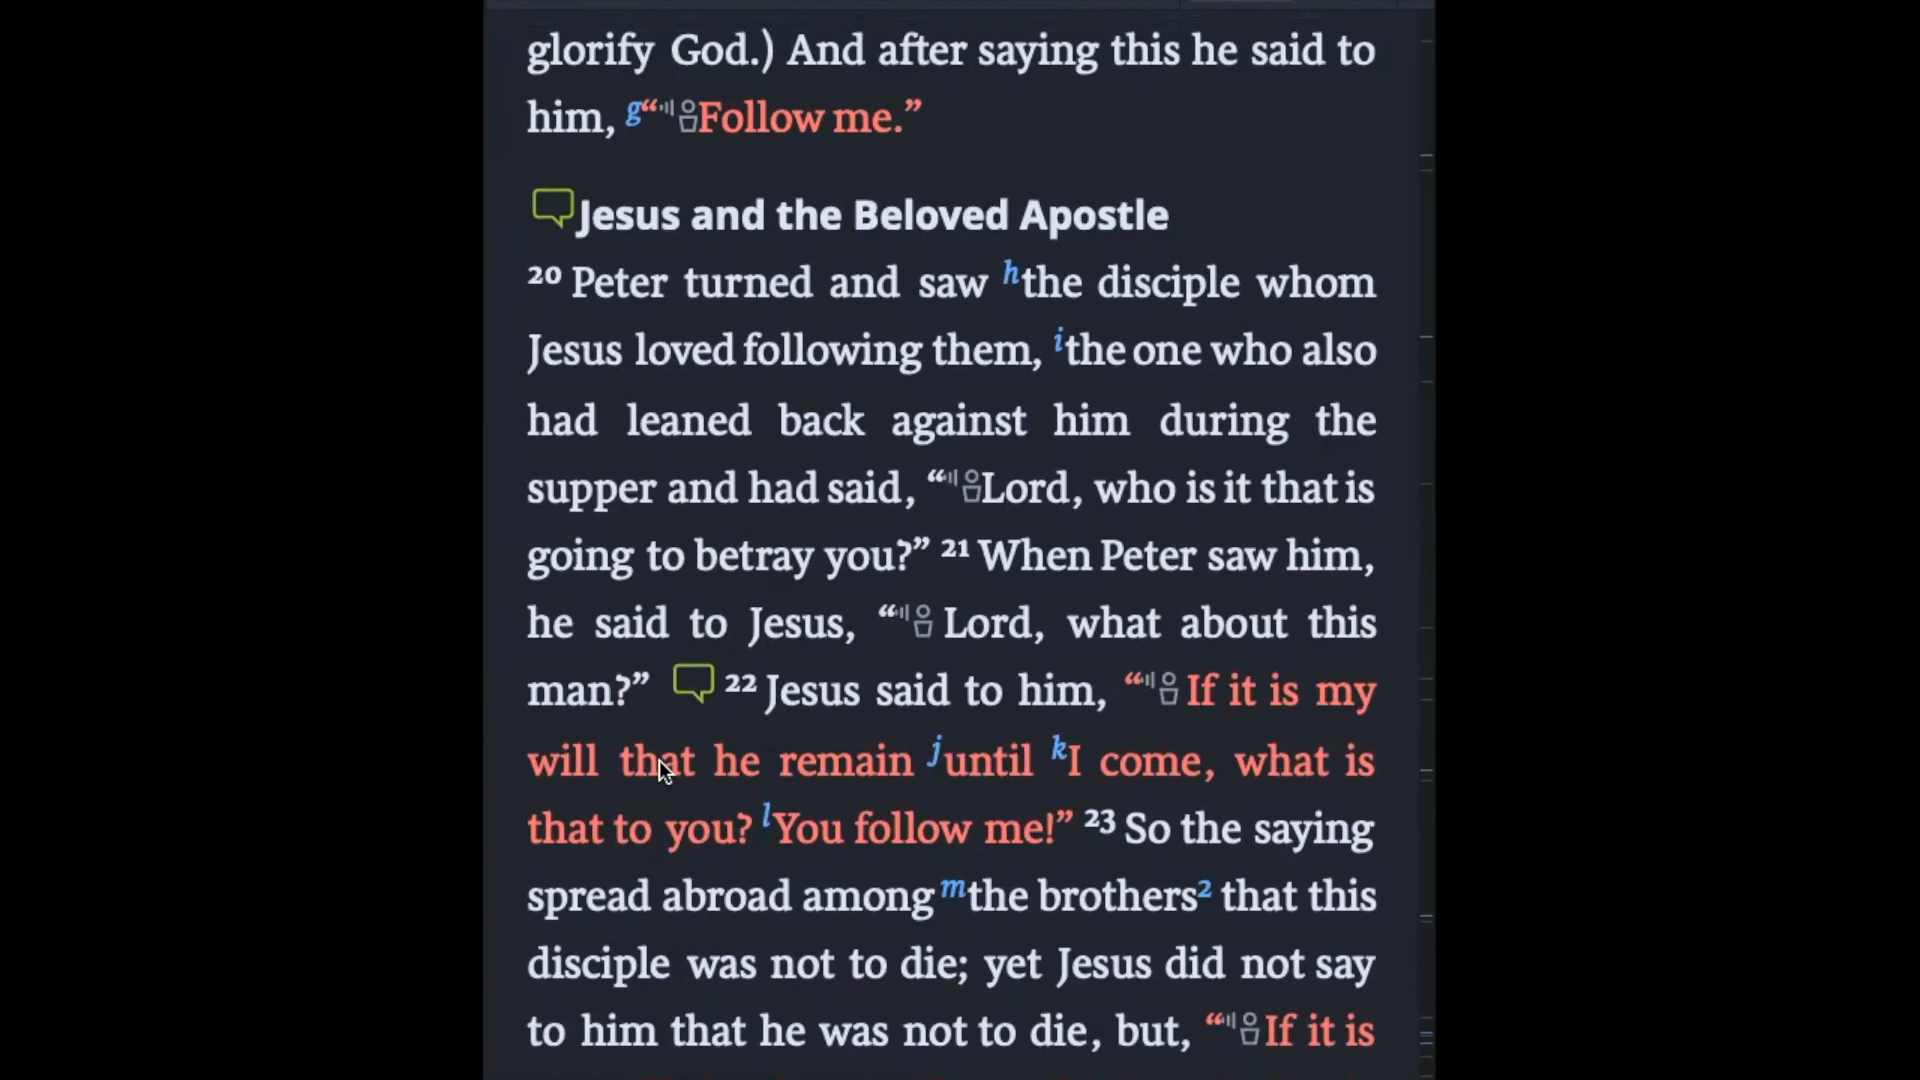 glorify God.) And after saying this he said to
him, g“Follow me.”
Jesus and the Beloved Apostle
20 Peter turned and saw hthe disciple whom
Jesus loved following them, ithe one who also
had leaned back against him during the
supper and had said, “Lord, who is it that is
going to betray you?” 21 When Peter saw him,
he said to Jesus, “Lord, what about this
man?” 22 Jesus said to him, “If it is my
will that he remain juntil kI come, what is
that to you? lYou follow me!” 23 So the saying
spread abroad among mthe brothers2 that this
disciple was not to die; yet Jesus did not say
to him that he was not to die, but, “If it is